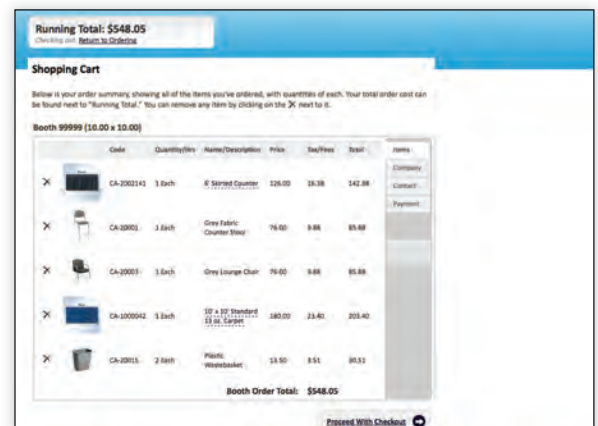 Running Total: $548.05
Checking out. Return to Ordering
Shopping Cart
Below is your order summary, showing all of the items you've ordered, with quantities of each. Your total order cost can
be found next to "Running Total." You can remove any item by clicking on the X next to it.
Booth 99999 (10.00 x 10.00)
Code Quantity/Hrs Name/Description Price Tax/Fees Total Items
Company
Contact
Payment
X CA-2002141 1 Each 6' Skirted Counter 126.00 16.38 142.38
X CA-20001 1 Each Grey Fabric
Counter Stool 76.00 9.88 85.88
X CA-20003 1 Each Grey Lounge Chair 76.00 9.88 85.88
X CA-1000042 1 Each 10' x 10' Standard
13 oz. Carpet 180.00 23.40 203.40
X CA-20015 2 Each Plastic
Wastebasket 13.50 3.51 30.51
Booth Order Total: $548.05
Proceed With Checkout